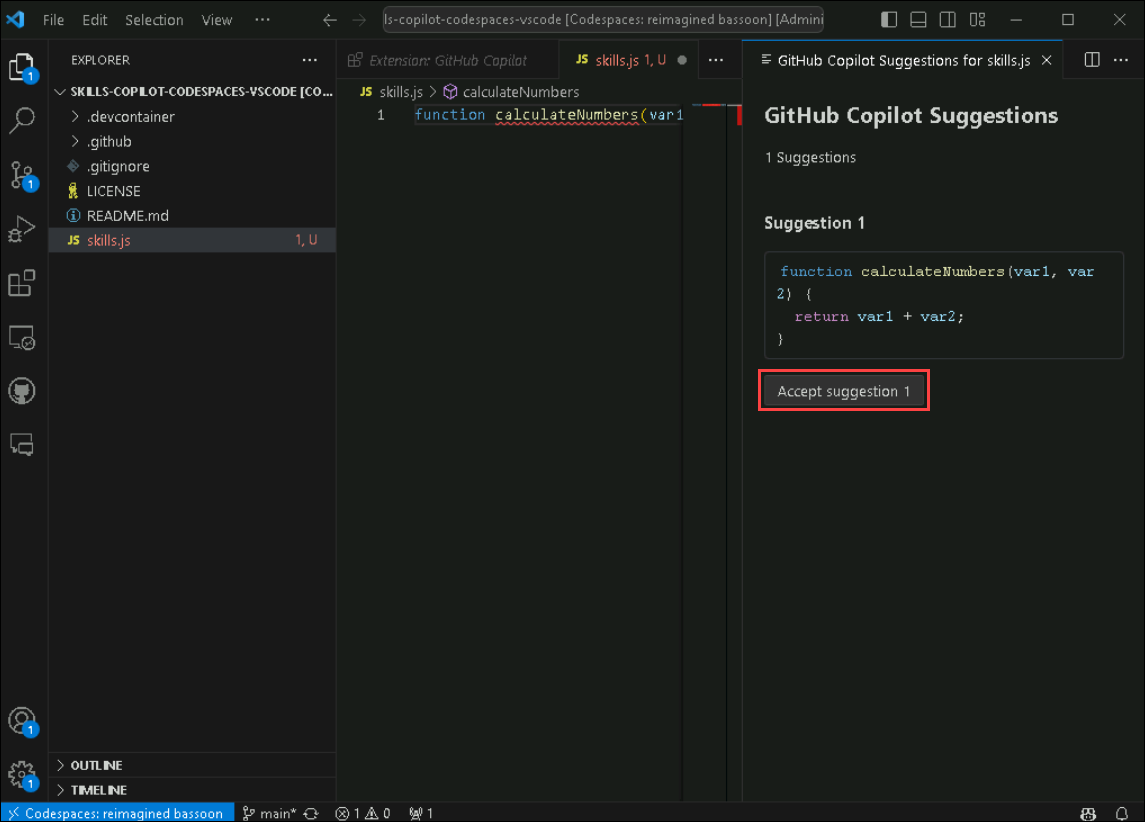 File Edit Selection View ··· ls-copilot-codespaces-vscode [Codespaces: reimagined bassoon] [Admini
EXPLORER ···
SKILLS-COPILOT-CODESPACES-VSCODE [CO...
.devcontainer
.github
.gitignore
LICENSE
README.md
JS skills.js 1, U
OUTLINE
TIMELINE
1
1
1
1
Extension: GitHub Copilot JS skills.js 1, U ···
JS skills.js > calculateNumbers
1 function calculateNumbers(var1
GitHub Copilot Suggestions for skills.js ···
GitHub Copilot Suggestions
1 Suggestions
Suggestion 1
function calculateNumbers(var1, var
2) {
return var1 + var2;
}
Accept suggestion 1
Codespaces: reimagined bassoon main* 1 0 1